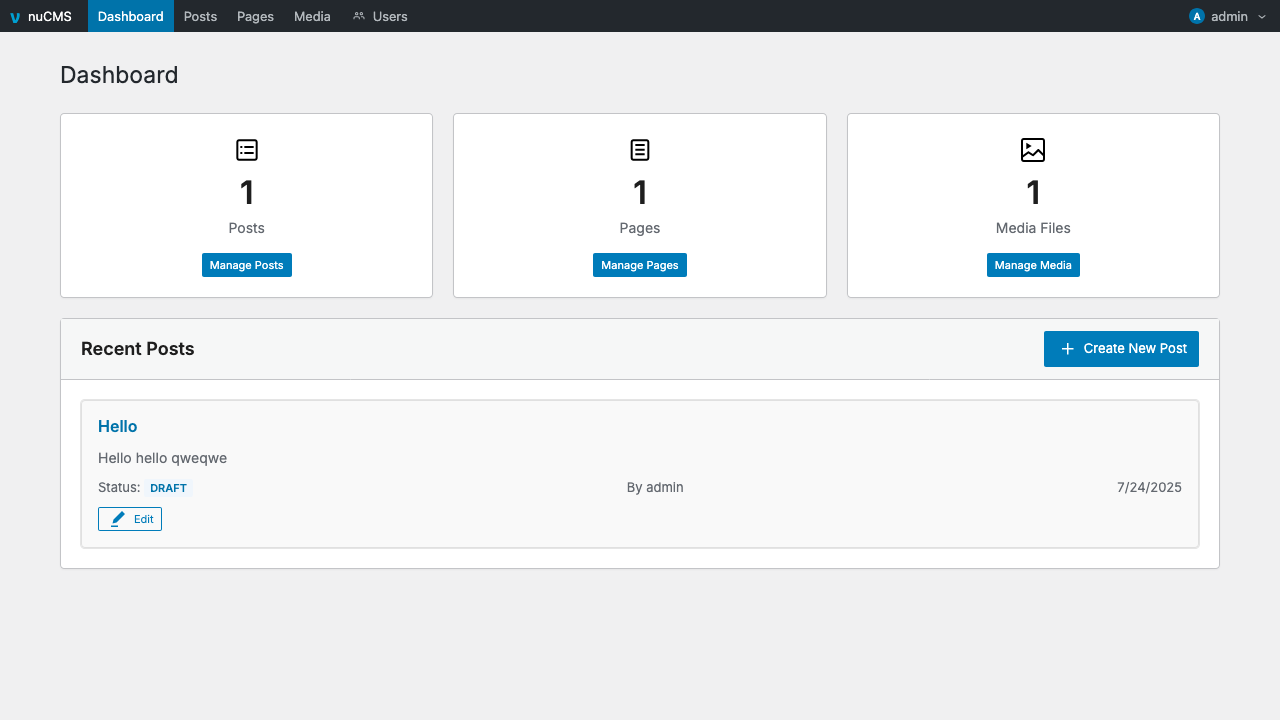 nuCMS Dashboard Posts Pages Media Users A admin
Dashboard
1 1 1
Posts Pages Media Files
Manage Posts Manage Pages Manage Media
Recent Posts Create New Post
Hello
Hello hello qweqwe
Status: DRAFT By admin 7/24/2025
Edit